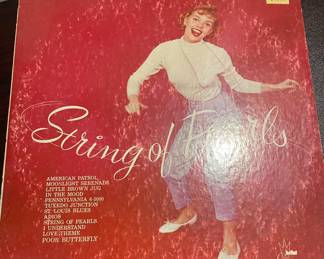 String of Pearls
AMERICAN PATROL
MOONLIGHT SERENADE
LITTLE BROWN JUG
IN THE MOOD
PENNSYLVANIA 6-5000
TUXEDO JUNCTION
ST. LOUIS BLUES
ADIOS
STRING OF PEARLS
I UNDERSTAND
LOVE THEME
POOR BUTTERFLY